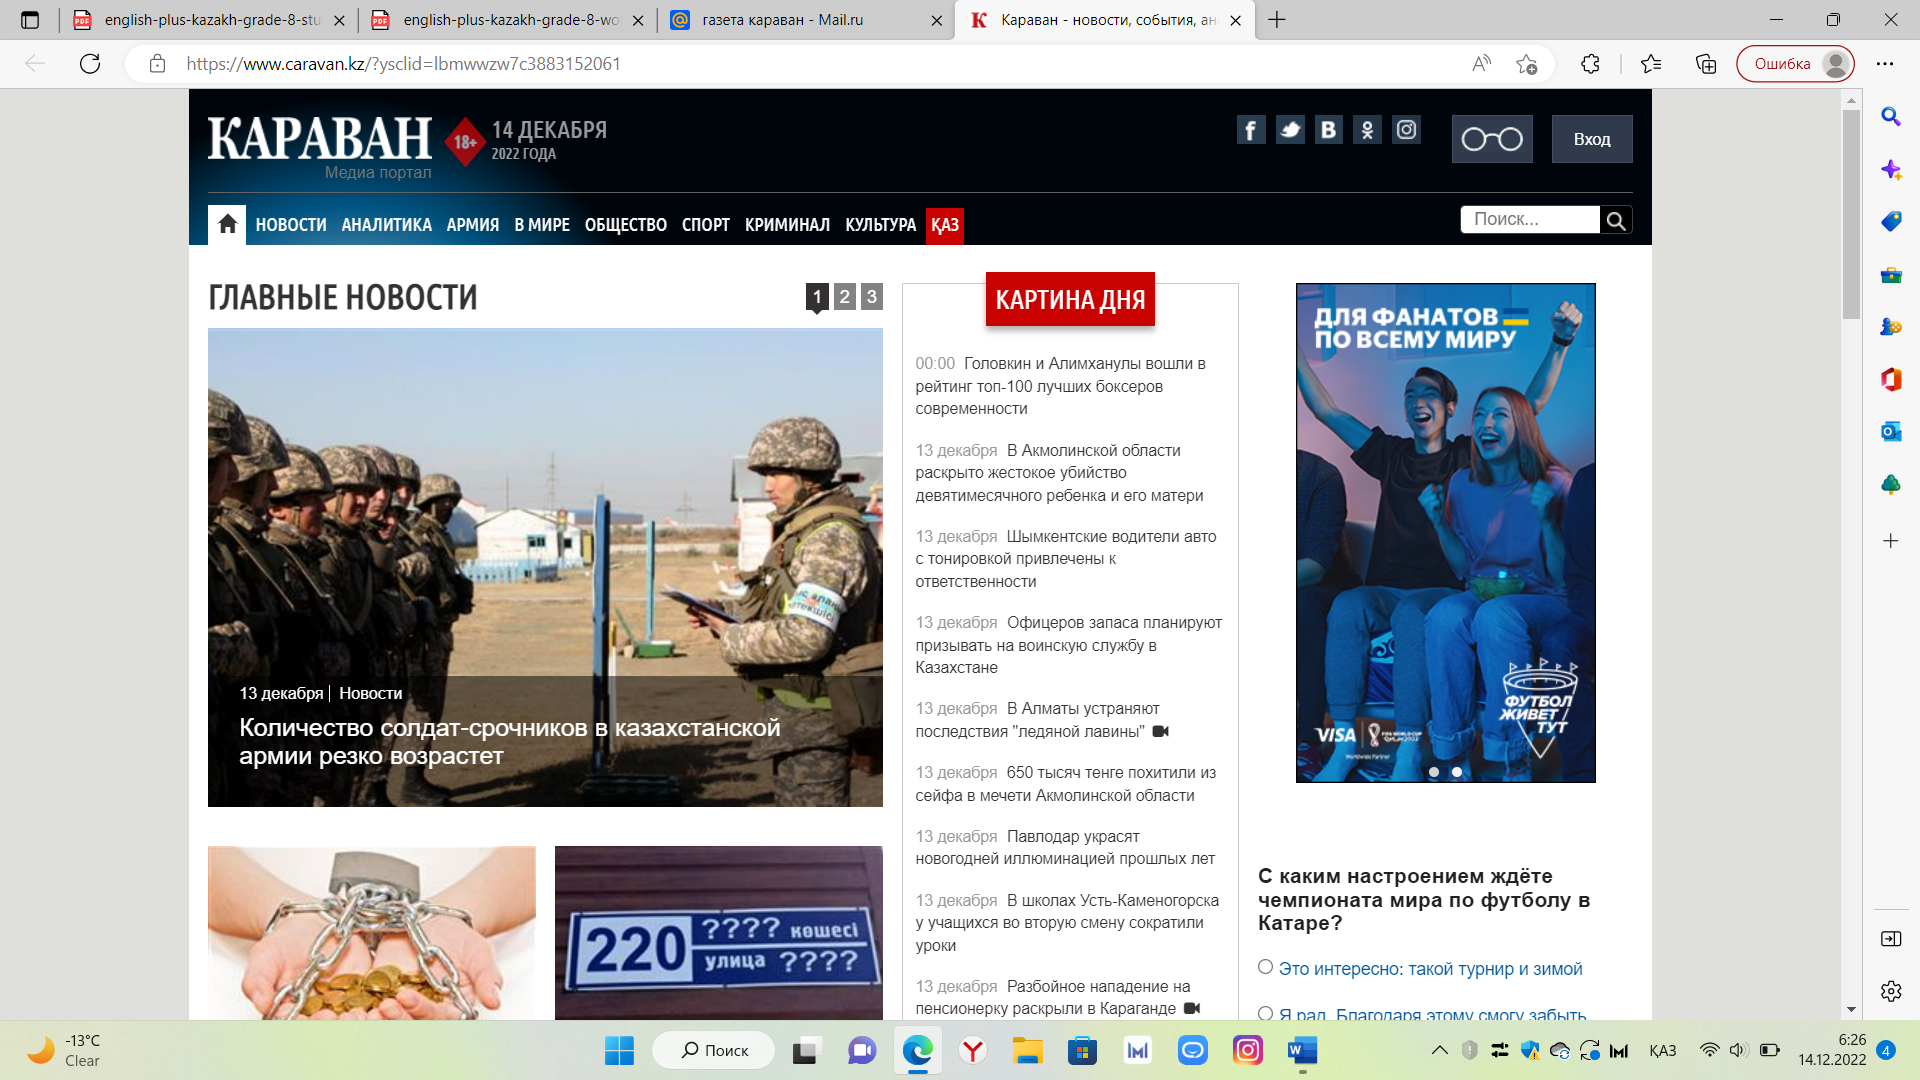 english-plus-kazakh-grade-8-stu
english-plus-kazakh-grade-8-wo
газета караван - Mail.ru
Караван - новости, события, ан
https://www.caravan.kz/?ysclid=lbmwwzw7c3883152061
Ошибка
КАРАВАН
18+
14 ДЕКАБРЯ
2022 ГОДА
Медиа портал
Вход
НОВОСТИ АНАЛИТИКА АРМИЯ В МИРЕ ОБЩЕСТВО СПОРТ КРИМИНАЛ КУЛЬТУРА ҚАЗ
Поиск...
ГЛАВНЫЕ НОВОСТИ
1 2 3
13 декабря | Новости
Количество солдат-срочников в казахстанской
армии резко возрастет
220
???? көшесі
улица ????
КАРТИНА ДНЯ
00:00 Головкин и Алимханулы вошли в
рейтинг топ-100 лучших боксеров
современности
13 декабря В Акмолинской области
раскрыто жестокое убийство
девятимесячного ребенка и его матери
13 декабря Шымкентские водители авто
с тонировкой привлечены к
ответственности
13 декабря Офицеров запаса планируют
призывать на воинскую службу в
Казахстане
13 декабря В Алматы устраняют
последствия "ледяной лавины"
13 декабря 650 тысяч тенге похитили из
сейфа в мечети Акмолинской области
13 декабря Павлодар украсят
новогодней иллюминацией прошлых лет
13 декабря В школах Усть-Каменогорска
у учащихся во вторую смену сократили
уроки
13 декабря Разбойное нападение на
пенсионерку раскрыли в Караганде
ДЛЯ ФАНАТОВ
ПО ВСЕМУ МИРУ
ФУТБОЛ
ЖИВЕТ
ТУТ
VISA
С каким настроением ждёте
чемпионата мира по футболу в
Катаре?
Это интересно: такой турнир и зимой
Я рад. Благодаря этому смогу забыть
-13°C
Clear
Поиск
ҚАЗ
6:26
14.12.2022
4